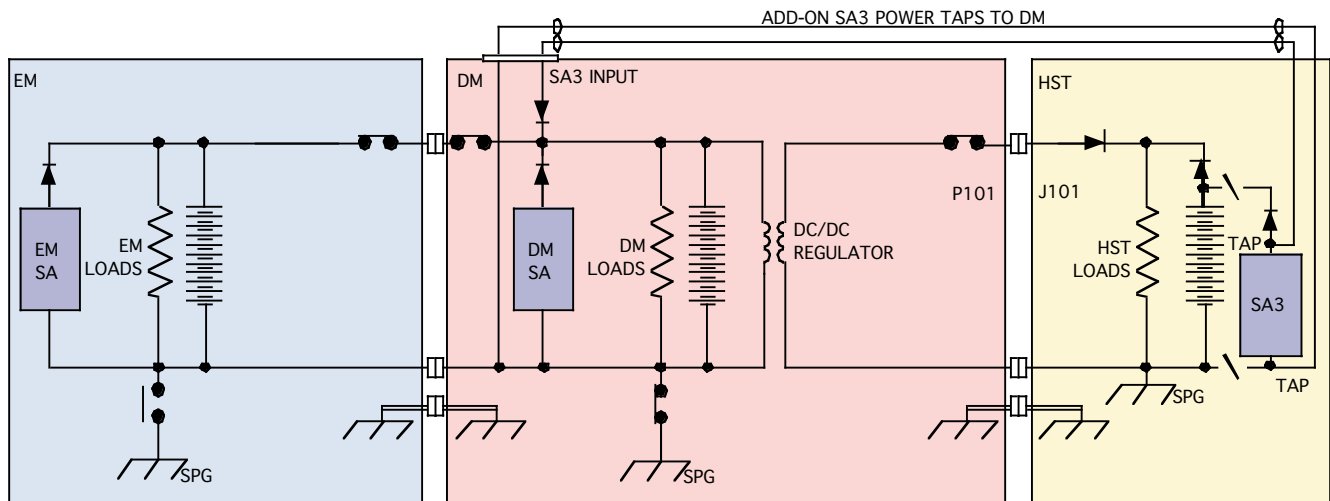 ADD-ON SA3 POWER TAPS TO DM
EM
DM
SA3 INPUT
HST
P101
J101
EM
SA
EM
LOADS
DM
SA
DM
LOADS
DC/DC
REGULATOR
HST
LOADS
TAP
SA3
TAP
SPG
SPG
SPG